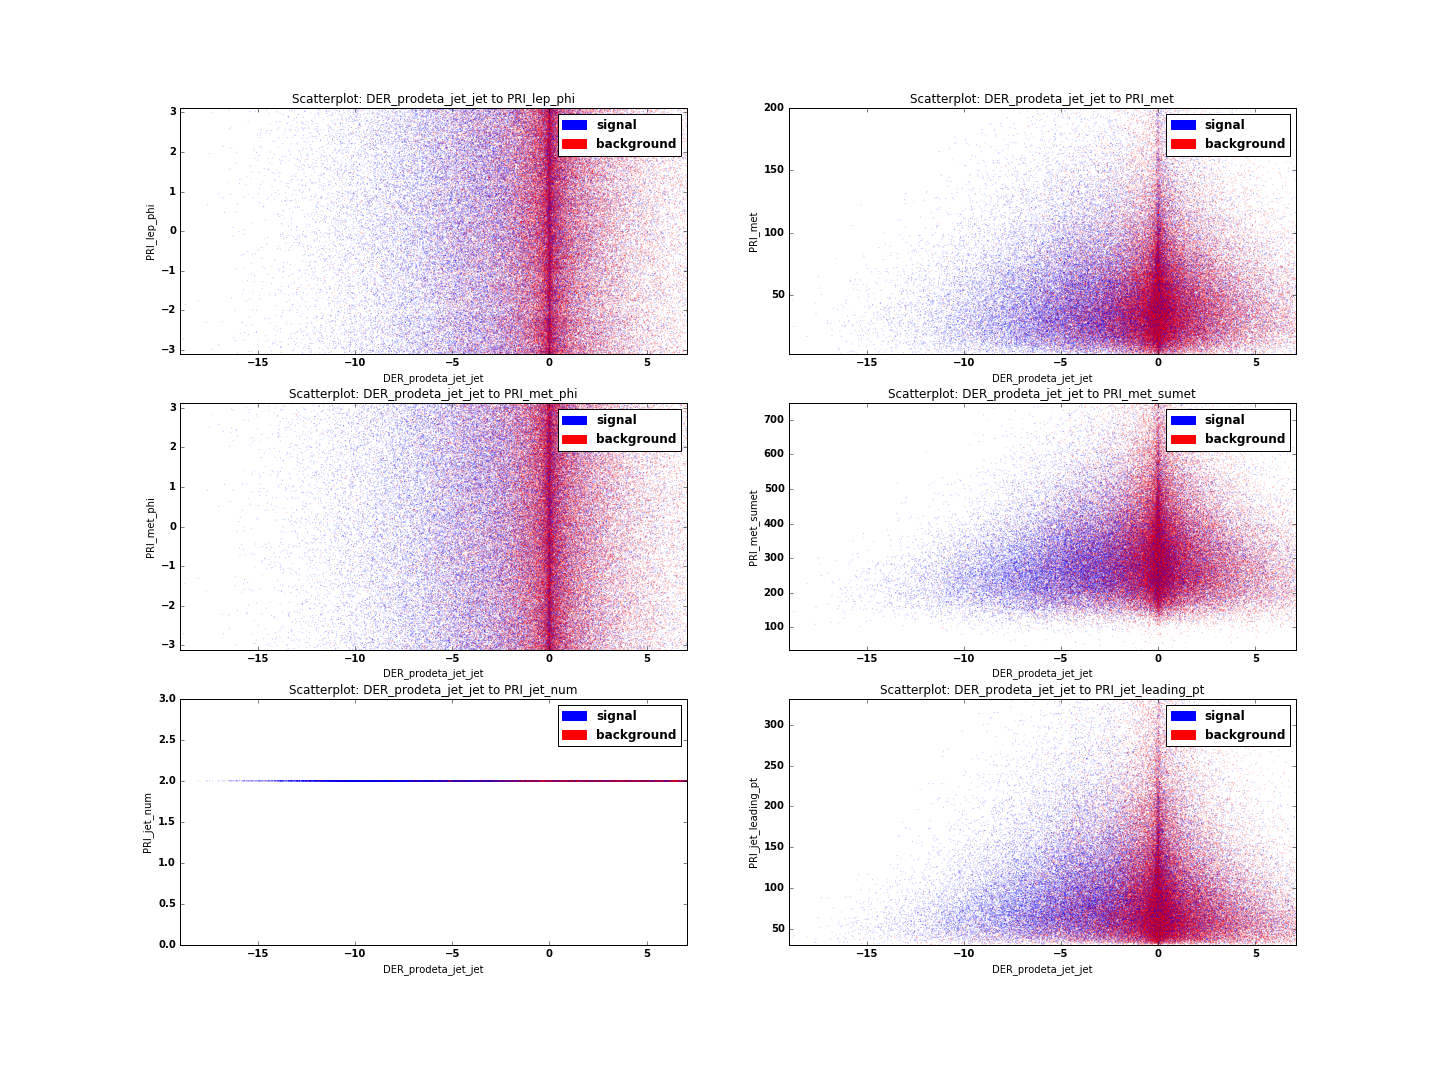 Scatterplot: DER_prodeta_jet_jet to PRI_lep_phi
signal
background
3
2
1
0
−1
−2
−3
PRI_lep_phi
−15 −10 −5 0 5
DER_prodeta_jet_jet
Scatterplot: DER_prodeta_jet_jet to PRI_met
signal
background
200
150
100
50
PRI_met
−15 −10 −5 0 5
DER_prodeta_jet_jet
Scatterplot: DER_prodeta_jet_jet to PRI_met_phi
signal
background
3
2
1
0
−1
−2
−3
PRI_met_phi
−15 −10 −5 0 5
DER_prodeta_jet_jet
Scatterplot: DER_prodeta_jet_jet to PRI_met_sumet
signal
background
700
600
500
400
300
200
100
PRI_met_sumet
−15 −10 −5 0 5
DER_prodeta_jet_jet
Scatterplot: DER_prodeta_jet_jet to PRI_jet_num
signal
background
3.0
2.5
2.0
1.5
1.0
0.5
0.0
PRI_jet_num
−15 −10 −5 0 5
DER_prodeta_jet_jet
Scatterplot: DER_prodeta_jet_jet to PRI_jet_leading_pt
signal
background
300
250
200
150
100
50
PRI_jet_leading_pt
−15 −10 −5 0 5
DER_prodeta_jet_jet